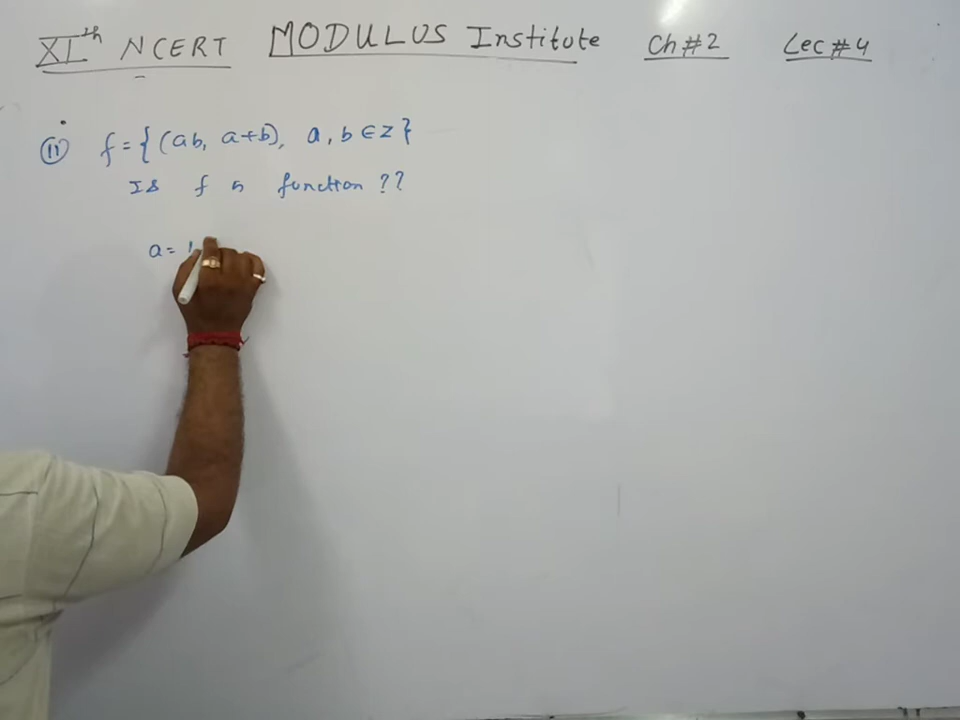 XIth NCERT MODULUS Institute Ch#2 Lec#4
(11) f={(ab, a+b), a, b ∈ Z}
Is f a function ??
a= 1